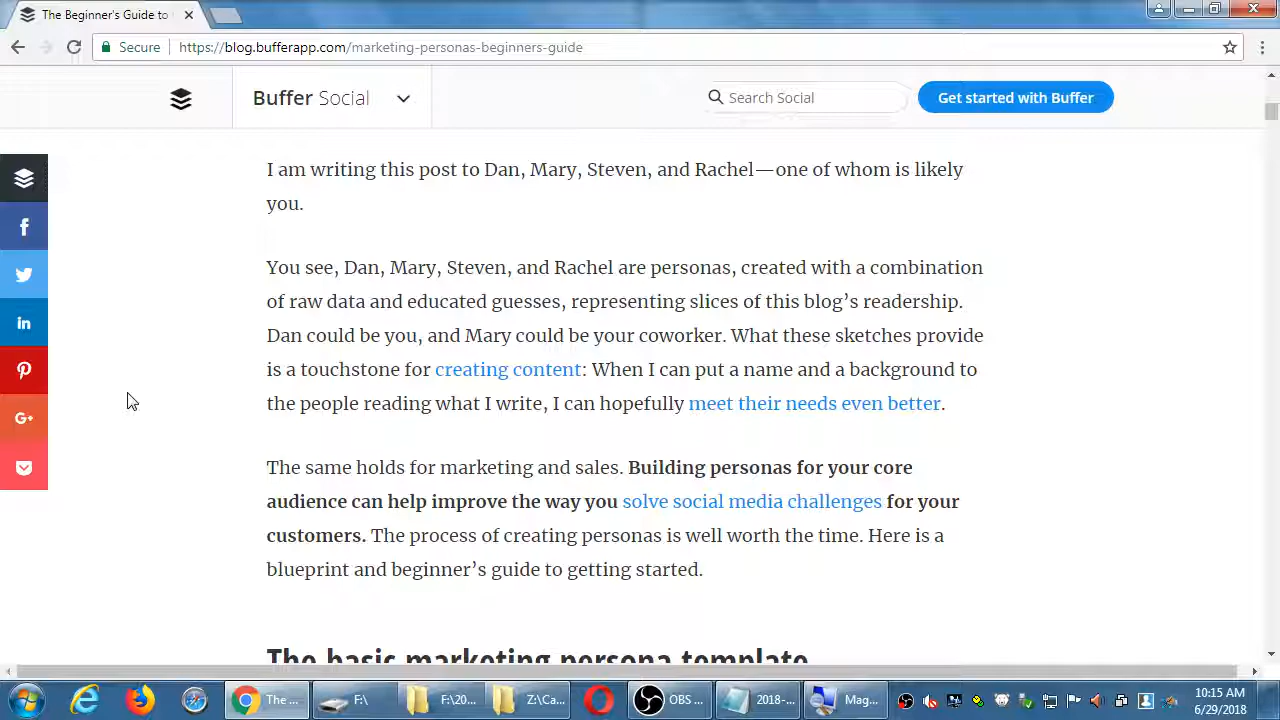 The Beginner's Guide to
Secure
https://blog.bufferapp.com/marketing-personas-beginners-guide
Buffer Social
Search Social
Get started with Buffer
I am writing this post to Dan, Mary, Steven, and Rachel—one of whom is likely
you.
You see, Dan, Mary, Steven, and Rachel are personas, created with a combination
of raw data and educated guesses, representing slices of this blog’s readership.
Dan could be you, and Mary could be your coworker. What these sketches provide
is a touchstone for creating content: When I can put a name and a background to
the people reading what I write, I can hopefully meet their needs even better.
The same holds for marketing and sales. Building personas for your core
audience can help improve the way you solve social media challenges for your
customers. The process of creating personas is well worth the time. Here is a
blueprint and beginner’s guide to getting started.
The basic marketing persona template
The ...
F:\
F:\20...
Z:\Ca...
OBS ...
2018-...
Mag...
10:15 AM
6/29/2018